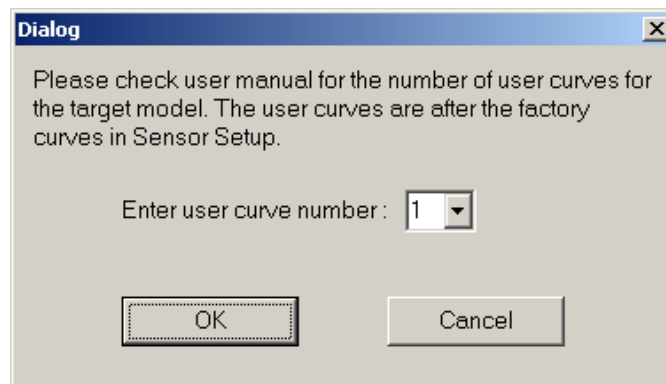 Dialog
Please check user manual for the number of user curves for
the target model. The user curves are after the factory
curves in Sensor Setup.
Enter user curve number : 1
OK Cancel